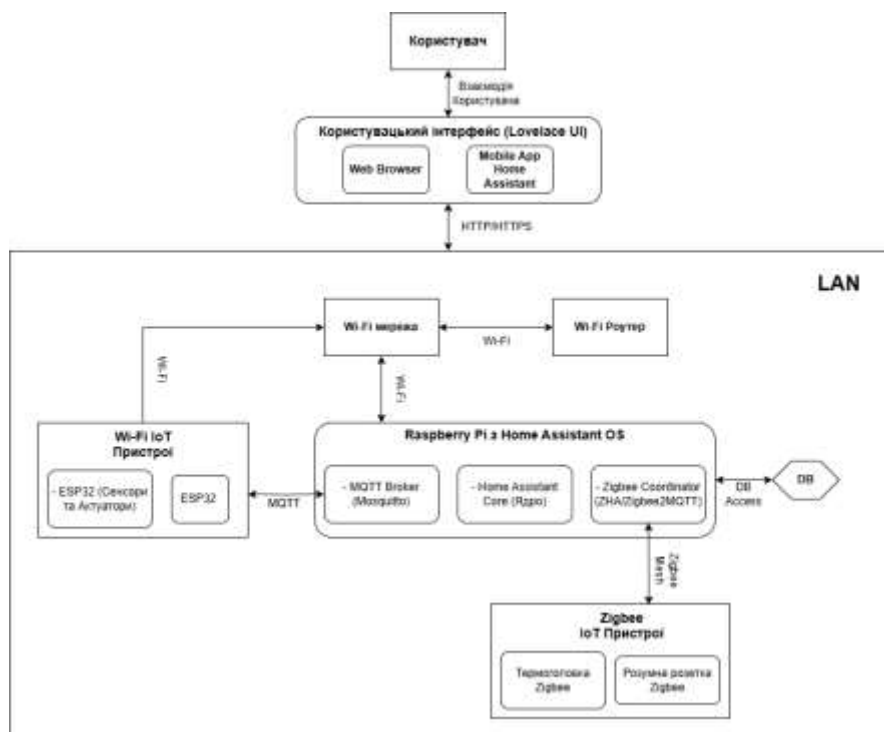 Користувач
Взаємодія
Користувача
Користувацький інтерфейс (Lovelace UI)
Web Browser
Mobile App
Home
Assistant
HTTP/HTTPS
LAN
Wi-Fi мережа
Wi-Fi
Wi-Fi Роутер
Wi-Fi
Wi-Fi
Wi-Fi IoT
Пристрої
- ESP32 (Сенсори
та Актуатори)
ESP32
MQTT
Raspberry Pi з Home Assistant OS
- MQTT Broker
(Mosquitto)
- Home Assistant
Core (Ядро)
- Zigbee Coordinator
(ZHA/Zigbee2MQTT)
DB
Access
DB
Zigbee
Mesh
Zigbee
IoT Пристрої
Термоголовка
Zigbee
Розумна розетка
Zigbee